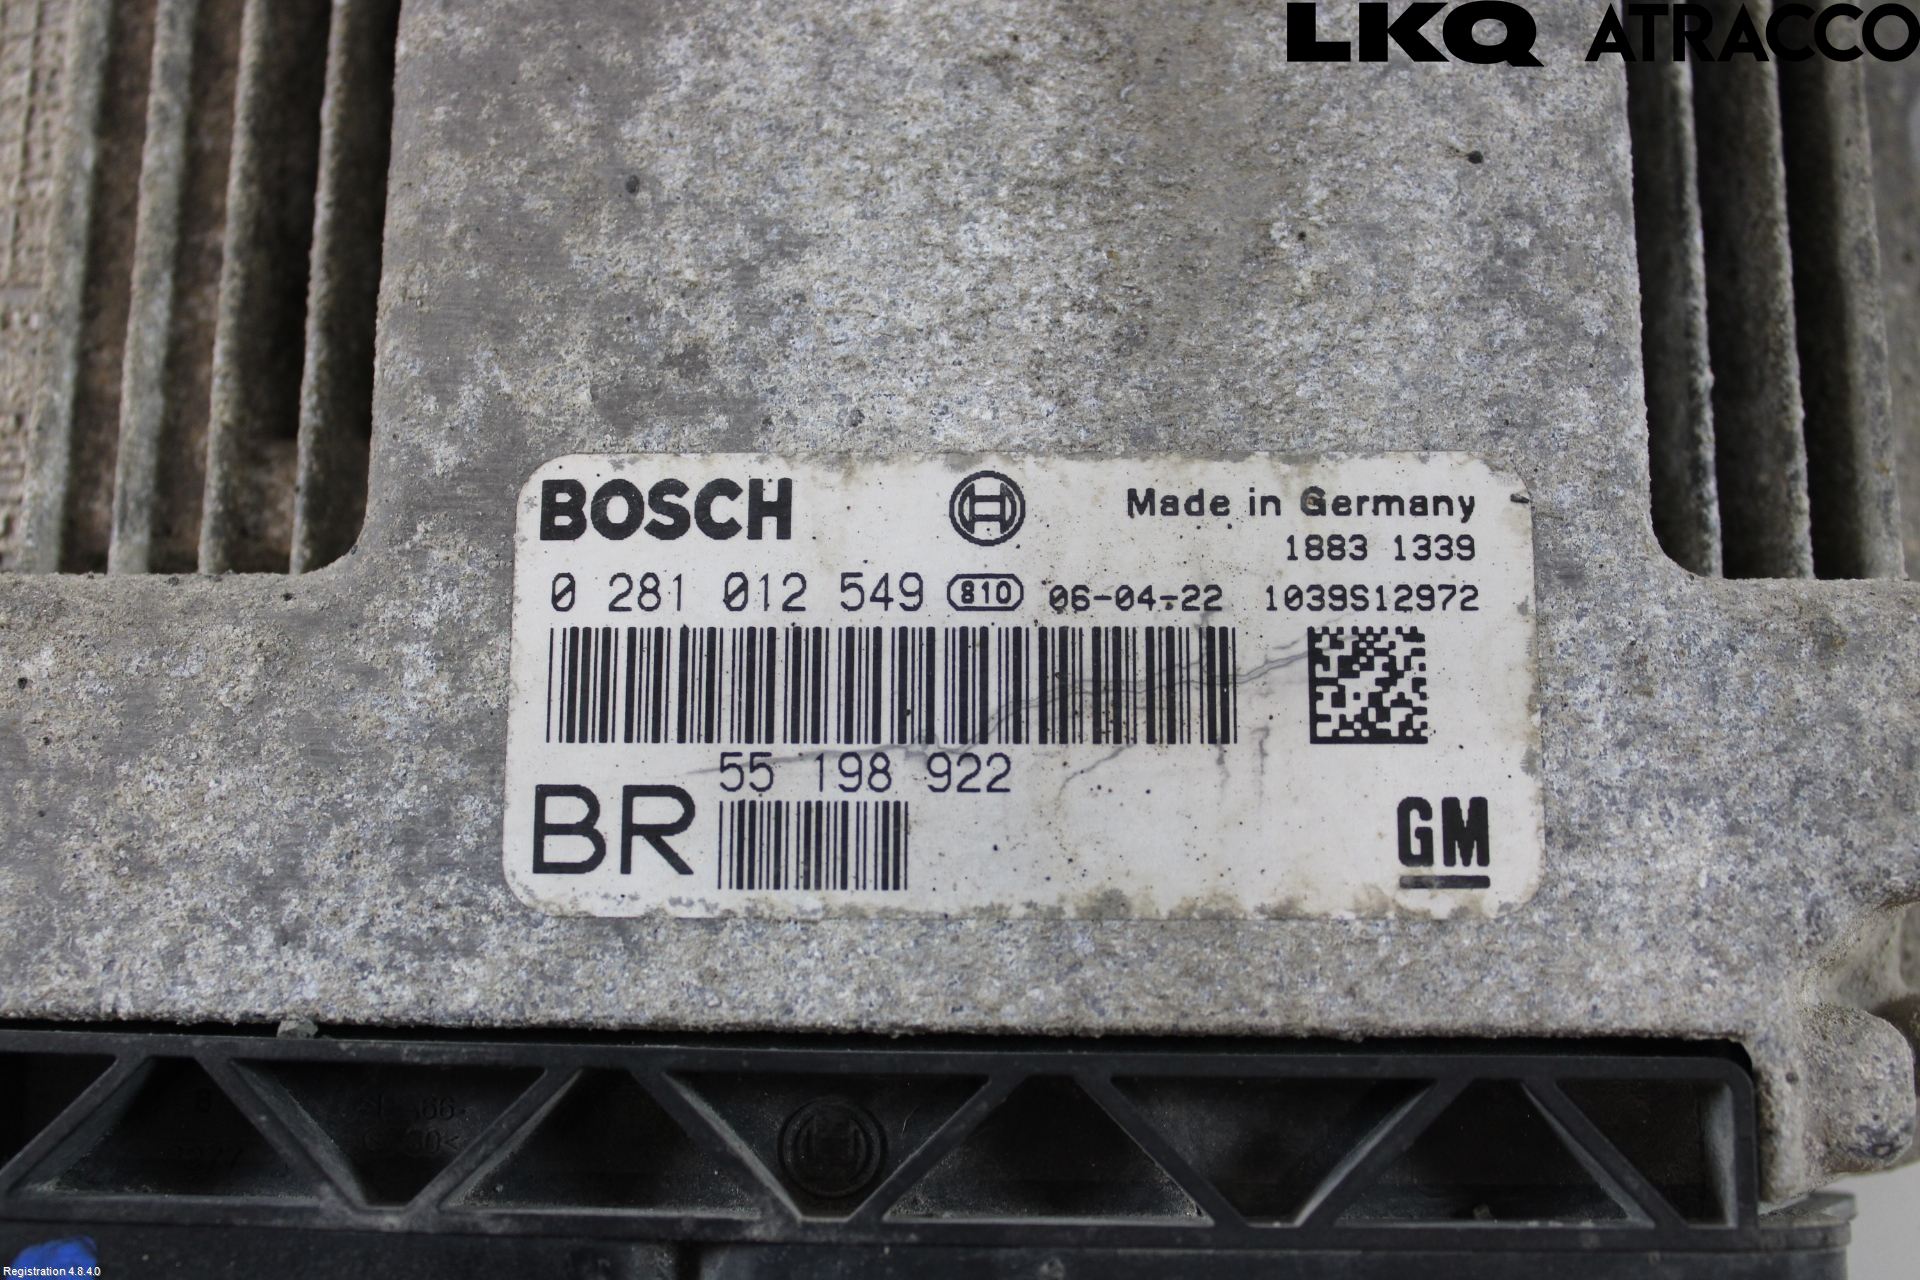 LKQ ATRACCO
BOSCH Made in Germany
1883 1339
0 281 012 549 810 06-04-22 1039S12972
55 198 922
BR GM
Registration 4.8.4.0